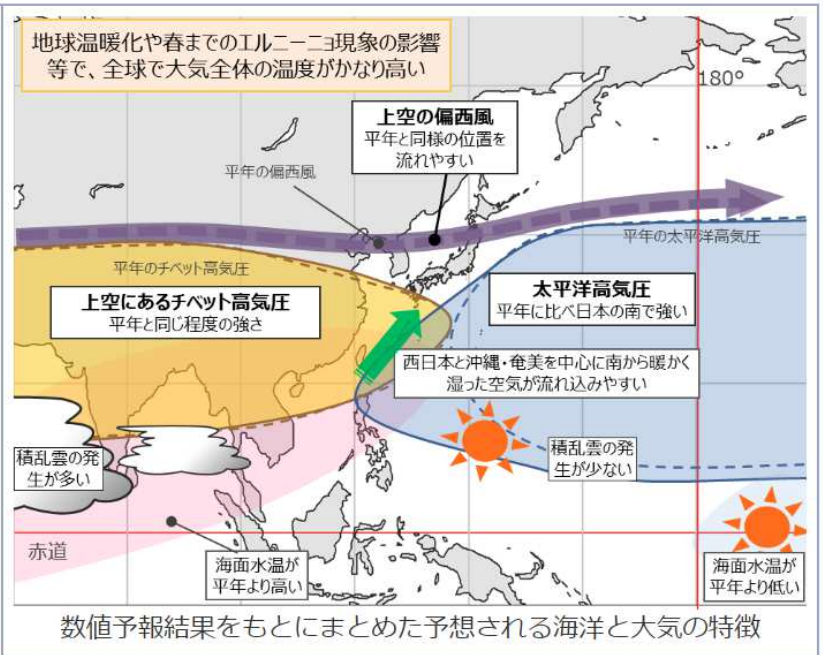 地球温暖化や春までのエルニーニョ現象の影響
等で、全球で大気全体の温度がかなり高い
180°
上空の偏西風
平年と同様の位置を
流れやすい
平年の偏西風
平年の太平洋高気圧
平年のチベット高気圧
上空にあるチベット高気圧
平年と同じ程度の強さ
太平洋高気圧
平年に比べ日本の南で強い
西日本と沖縄・奄美を中心に南から暖かく
湿った空気が流れ込みやすい
積乱雲の発
生が多い
積乱雲の発
生が少ない
赤道
海面水温が
平年より高い
海面水温が
平年より低い
数値予報結果をもとにまとめた予想される海洋と大気の特徴